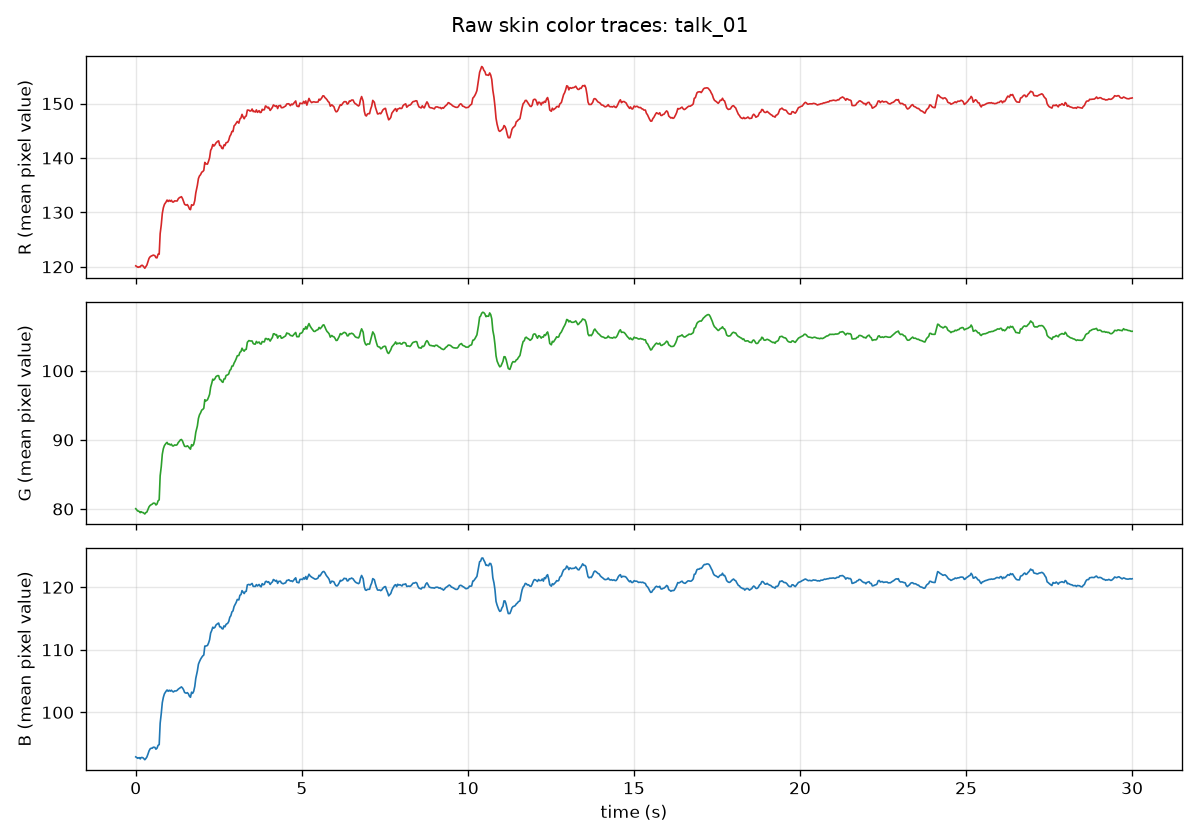 Raw skin color traces: talk_01
R (mean pixel value)
150
140
130
120
G (mean pixel value)
100
90
80
B (mean pixel value)
120
110
100
0 5 10 15 20 25 30
time (s)